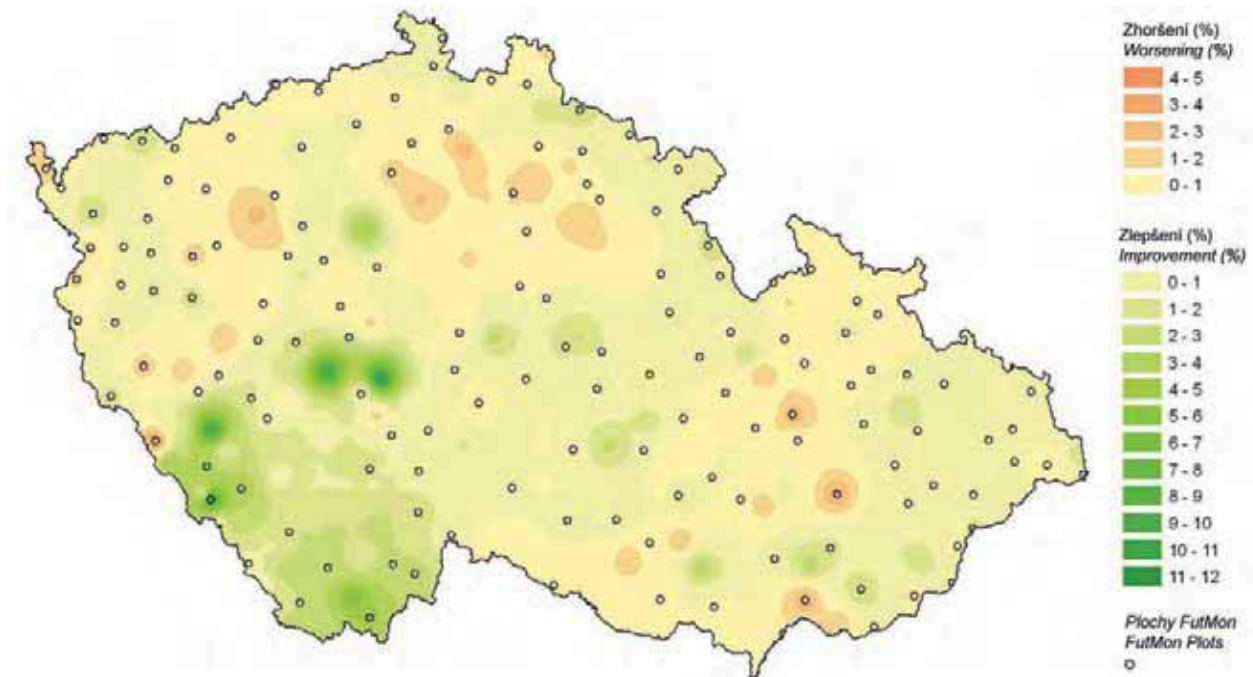 Zhoršení (%)
Worsening (%)
4 - 5
3 - 4
2 - 3
1 - 2
0 - 1
Zlepšení (%)
Improvement (%)
0 - 1
1 - 2
2 - 3
3 - 4
4 - 5
5 - 6
6 - 7
7 - 8
8 - 9
9 - 10
10 - 11
11 - 12
Plochy FutMon
FutMon Plots